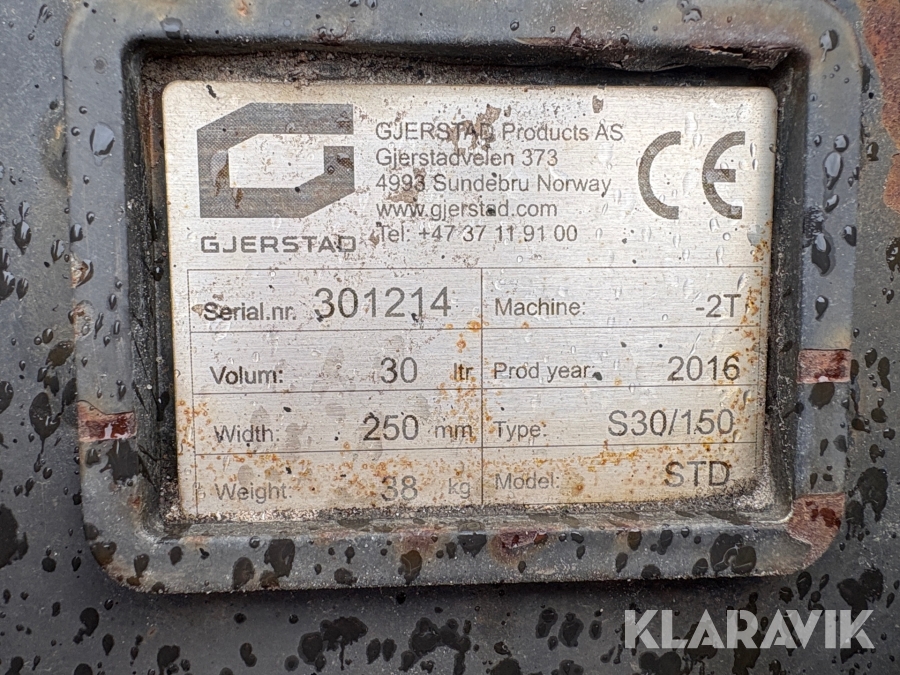 GJERSTAD
GJERSTAD Products AS
Gjerstadveien 373
4993 Sundebru Norway
www.gjerstad.com
Tel: +47 37 11 91 00
CE
Serial.nr. 301214
Machine: -2T
Volum: 30 ltr
Prod year. 2016
Width: 250 mm
Type: S30/150
Weight: 38 kg
Model: STD
KLARAVIK